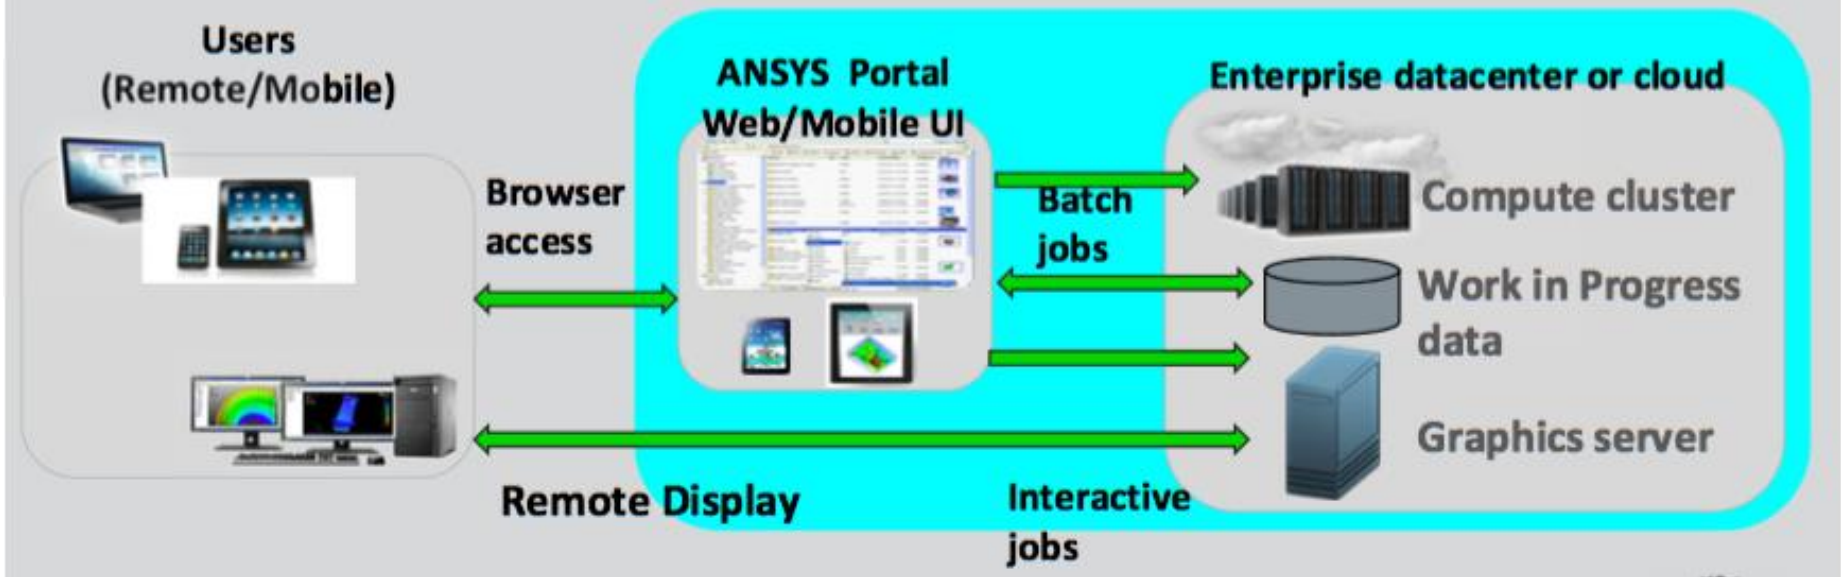 Users
(Remote/Mobile)
ANSYS Portal
Web/Mobile UI
Enterprise datacenter or cloud
Browser
access
Batch
jobs
Compute cluster
Work in Progress
data
Graphics server
Remote Display
Interactive
jobs